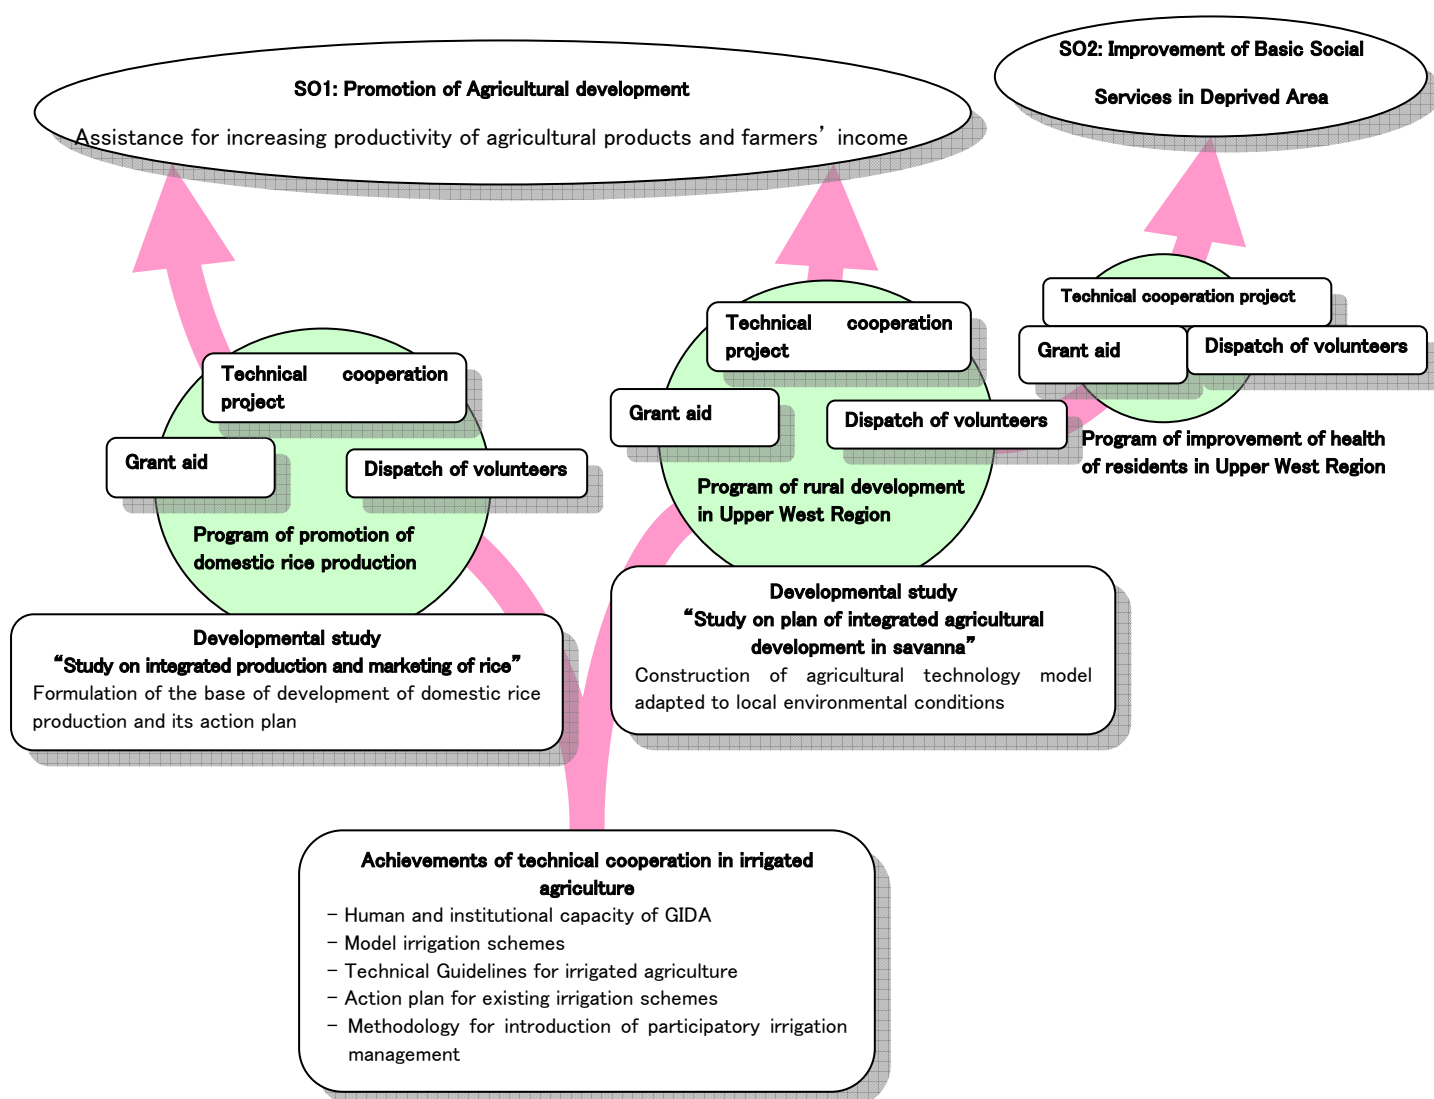 SO1: Promotion of Agricultural development
Assistance for increasing productivity of agricultural products and farmers’ income
SO2: Improvement of Basic Social
Services in Deprived Area
Technical cooperation
project
Grant aid
Dispatch of volunteers
Program of promotion of
domestic rice production
Developmental study
“Study on integrated production and marketing of rice”
Formulation of the base of development of domestic rice
production and its action plan
Technical cooperation
project
Grant aid
Dispatch of volunteers
Program of rural development
in Upper West Region
Developmental study
“Study on plan of integrated agricultural
development in savanna”
Construction of agricultural technology model
adapted to local environmental conditions
Technical cooperation project
Grant aid
Dispatch of volunteers
Program of improvement of health
of residents in Upper West Region
Achievements of technical cooperation in irrigated
agriculture
- Human and institutional capacity of GIDA
- Model irrigation schemes
- Technical Guidelines for irrigated agriculture
- Action plan for existing irrigation schemes
- Methodology for introduction of participatory irrigation
management